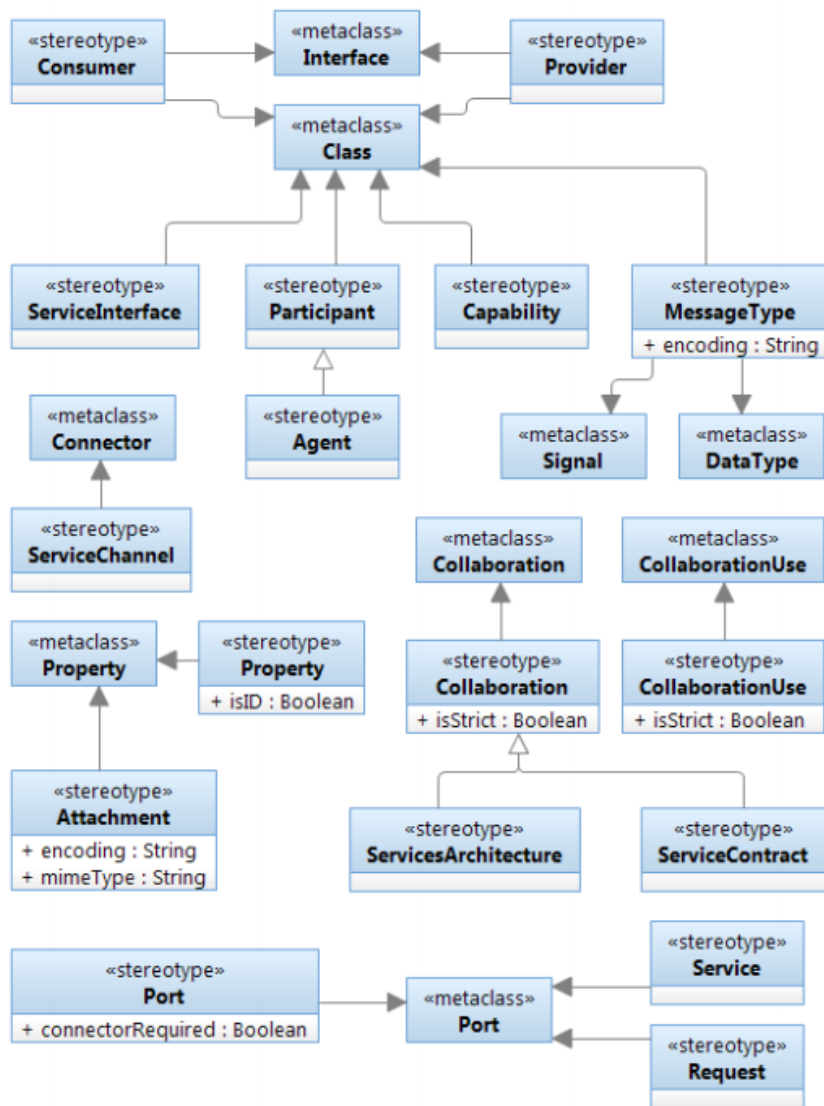 «stereotype»
Consumer
«metaclass»
Interface
«stereotype»
Provider
«metaclass»
Class
«stereotype»
ServiceInterface
«stereotype»
Participant
«stereotype»
Capability
«stereotype»
MessageType
+ encoding : String
«metaclass»
Connector
«stereotype»
Agent
«metaclass»
Signal
«metaclass»
DataType
«stereotype»
ServiceChannel
«metaclass»
Collaboration
«metaclass»
CollaborationUse
«metaclass»
Property
«stereotype»
Property
+ isID : Boolean
«stereotype»
Collaboration
+ isStrict : Boolean
«stereotype»
CollaborationUse
+ isStrict : Boolean
«stereotype»
Attachment
+ encoding : String
+ mimeType : String
«stereotype»
ServicesArchitecture
«stereotype»
ServiceContract
«stereotype»
Port
+ connectorRequired : Boolean
«metaclass»
Port
«stereotype»
Service
«stereotype»
Request